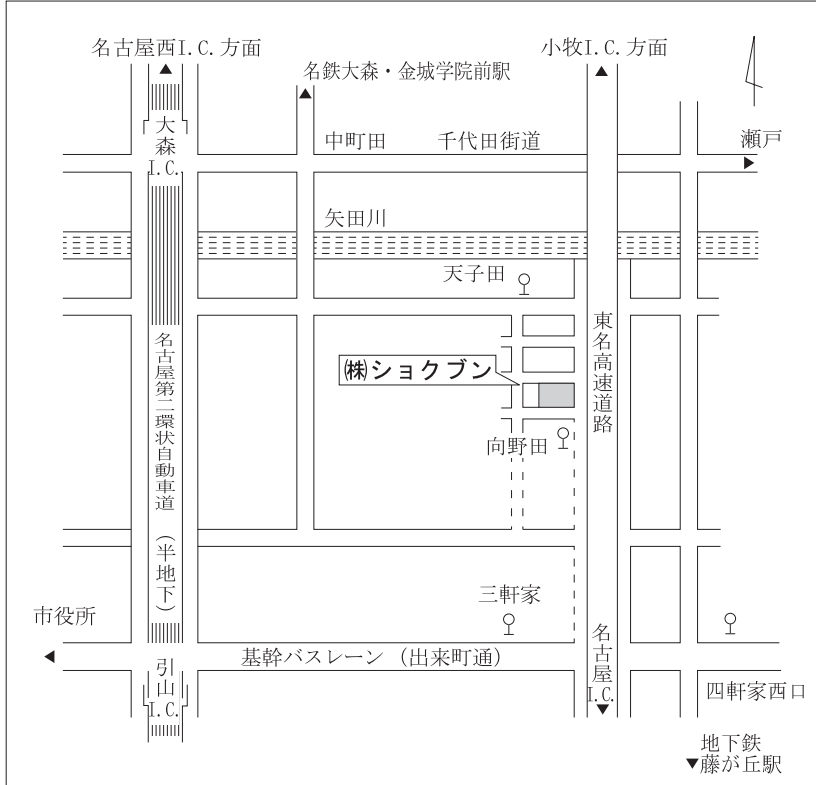 名古屋西I.C.方面
小牧I.C.方面
名鉄大森・金城学院前駅
大森I.C.
中町田
千代田街道
瀬戸
矢田川
天子田
東名高速道路
名古屋第二環状自動車道 (半地下)
㈱ショクブン
向野田
三軒家
市役所
基幹バスレーン (出来町通)
名古屋I.C.
引山I.C.
四軒家西口
地下鉄
藤が丘駅